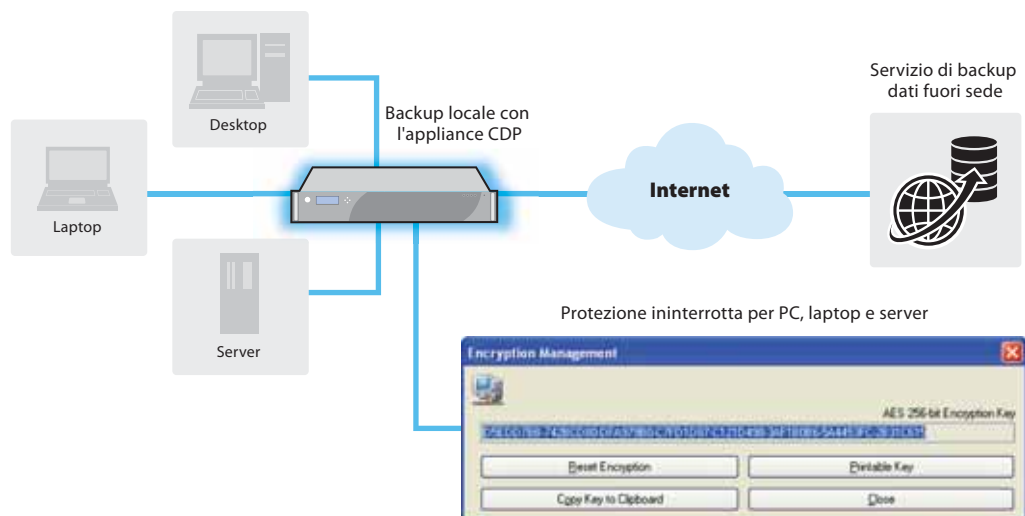 Desktop
Backup locale con
l'appliance CDP
Servizio di backup
dati fuori sede
Laptop
Internet
Server
Protezione ininterrotta per PC, laptop e server
Encryption Management
AES 256-bit Encryption Key
Reset Encryption
Printable Key
Copy Key to Clipboard
Close